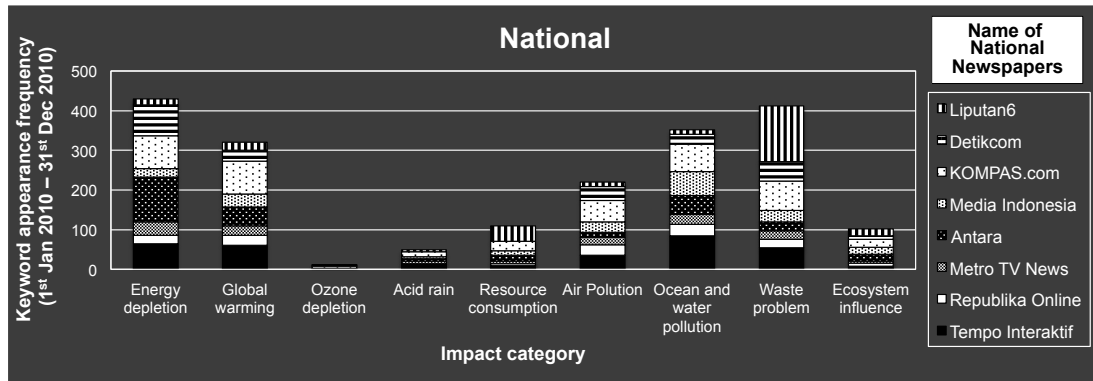 National
Name of
National
Newspapers
Keyword appearance frequency
(1st Jan 2010 – 31st Dec 2010)
500
400
300
200
100
0
Energy
depletion
Global
warming
Ozone
depletion
Acid rain
Resource
consumption
Air Polution
Ocean and
water
pollution
Waste
problem
Ecosystem
influence
Impact category
Liputan6
Detikcom
KOMPAS.com
Media Indonesia
Antara
Metro TV News
Republika Online
Tempo Interaktif